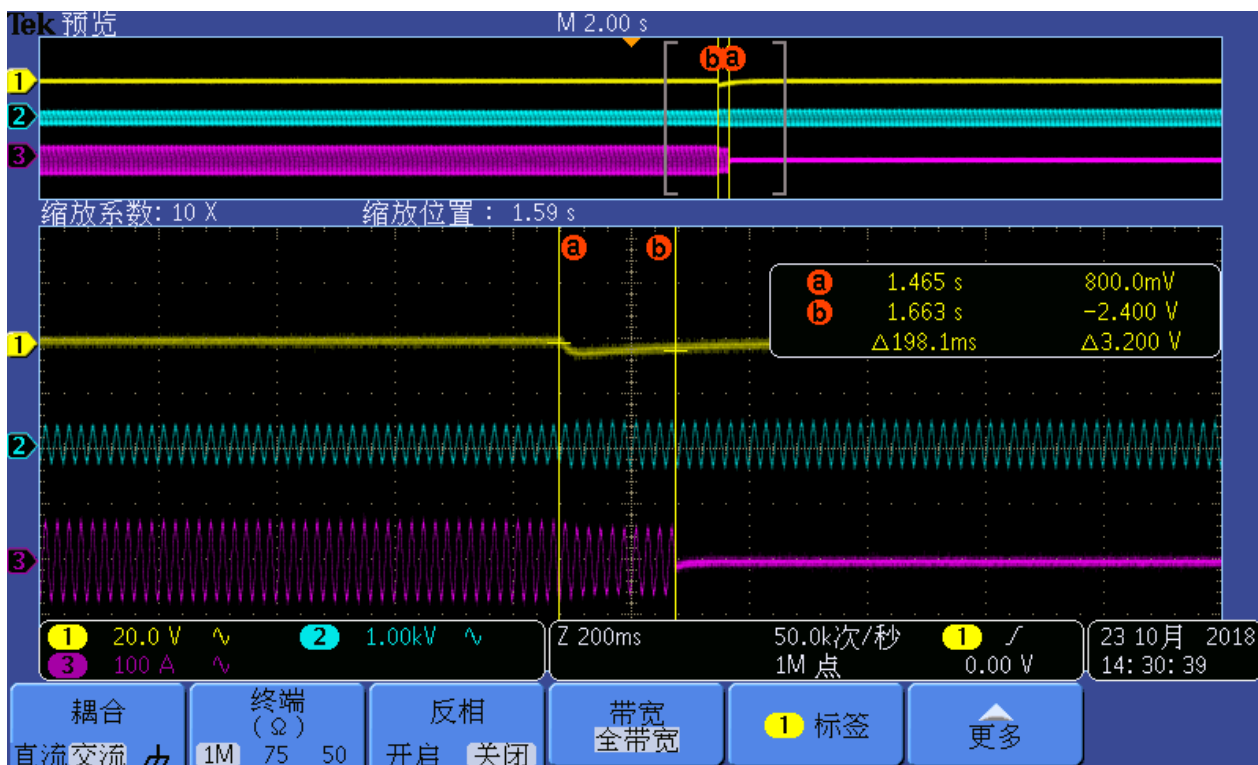 Tek 预览 M 2.00 s
b a
1
2
3
缩放系数: 10 X 缩放位置： 1.59 s
a b
a 1.465 s 800.0mV
b 1.663 s −2.400 V
△198.1ms △3.200 V
1
2
3
1 20.0 V 2 1.00kV Z 200ms 50.0k次/秒 1 23 10月 2018
3 100 A 1M 点 0.00 V 14:30:39
耦合 终端 反相 带宽 1 标签 更多
(Ω) 全带宽
直流 交流 1M 75 50 开启 关闭